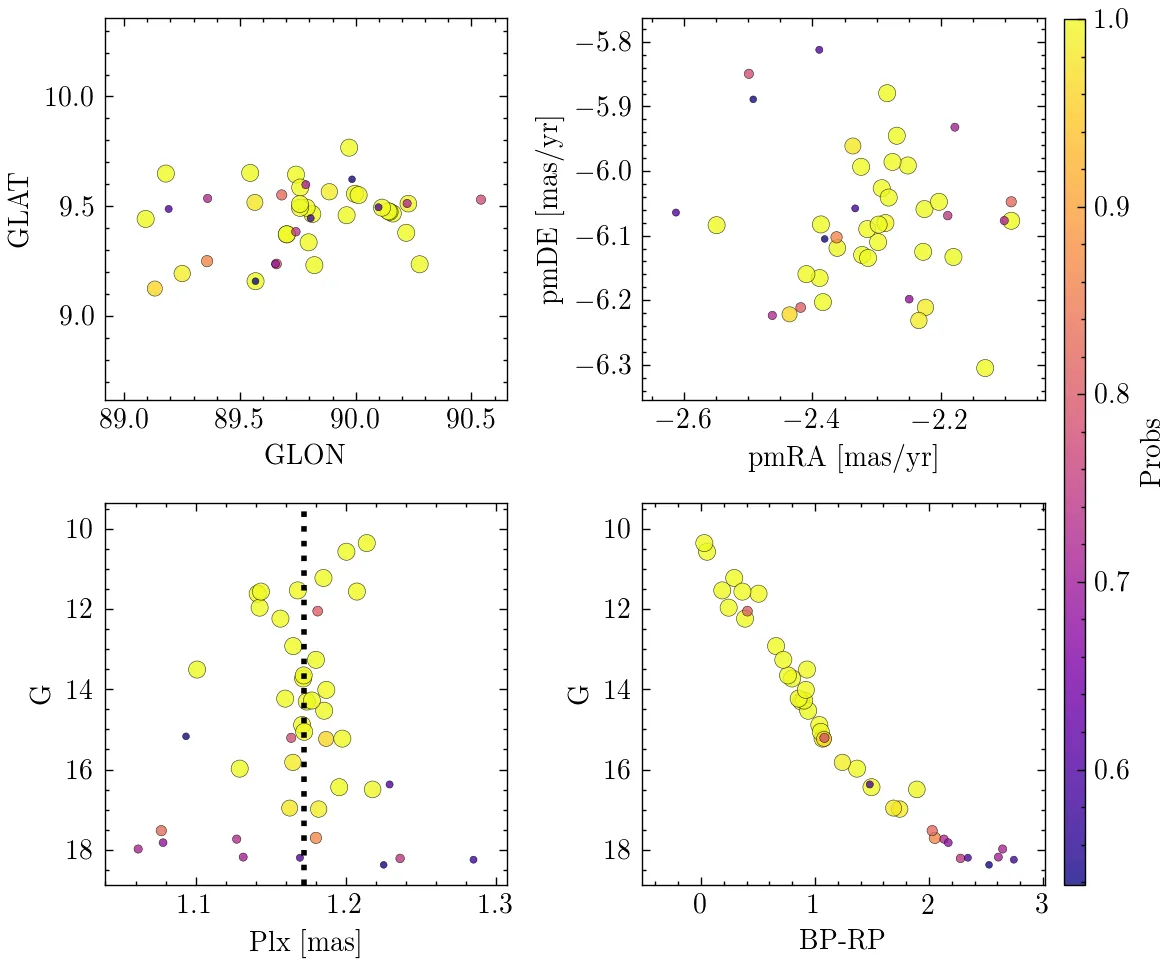 10.0
9.5
9.0
GLAT
89.0 89.5 90.0 90.5
GLON
−5.8
−5.9
−6.0
−6.1
−6.2
−6.3
pmDE [mas/yr]
−2.6 −2.4 −2.2
pmRA [mas/yr]
1.0
0.9
0.8
0.7
0.6
Probs
10
12
14
16
18
G
1.1 1.2 1.3
Plx [mas]
10
12
14
16
18
G
0 1 2 3
BP-RP